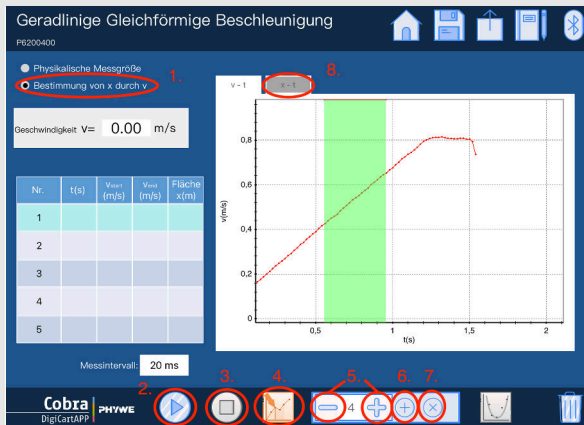 Geradlinige Gleichförmige Beschleunigung
P6200400
Physikalische Messgröße
1.
Bestimmung von x durch v
8.
v - t
x - t
Geschwindigkeit v= 0.00 m/s
Nr. t(s) Vstart (m/s) Vend (m/s) Fläche x(m)
1
2
3
4
5
v(m/s)
0,8
0,6
0,4
0,2
0
0,5 1 1,5 2
t(s)
Messintervall: 20 ms
2. 3. 4. 5. 6. 7.
4
Cobra
DigiCartAPP
PHYWE